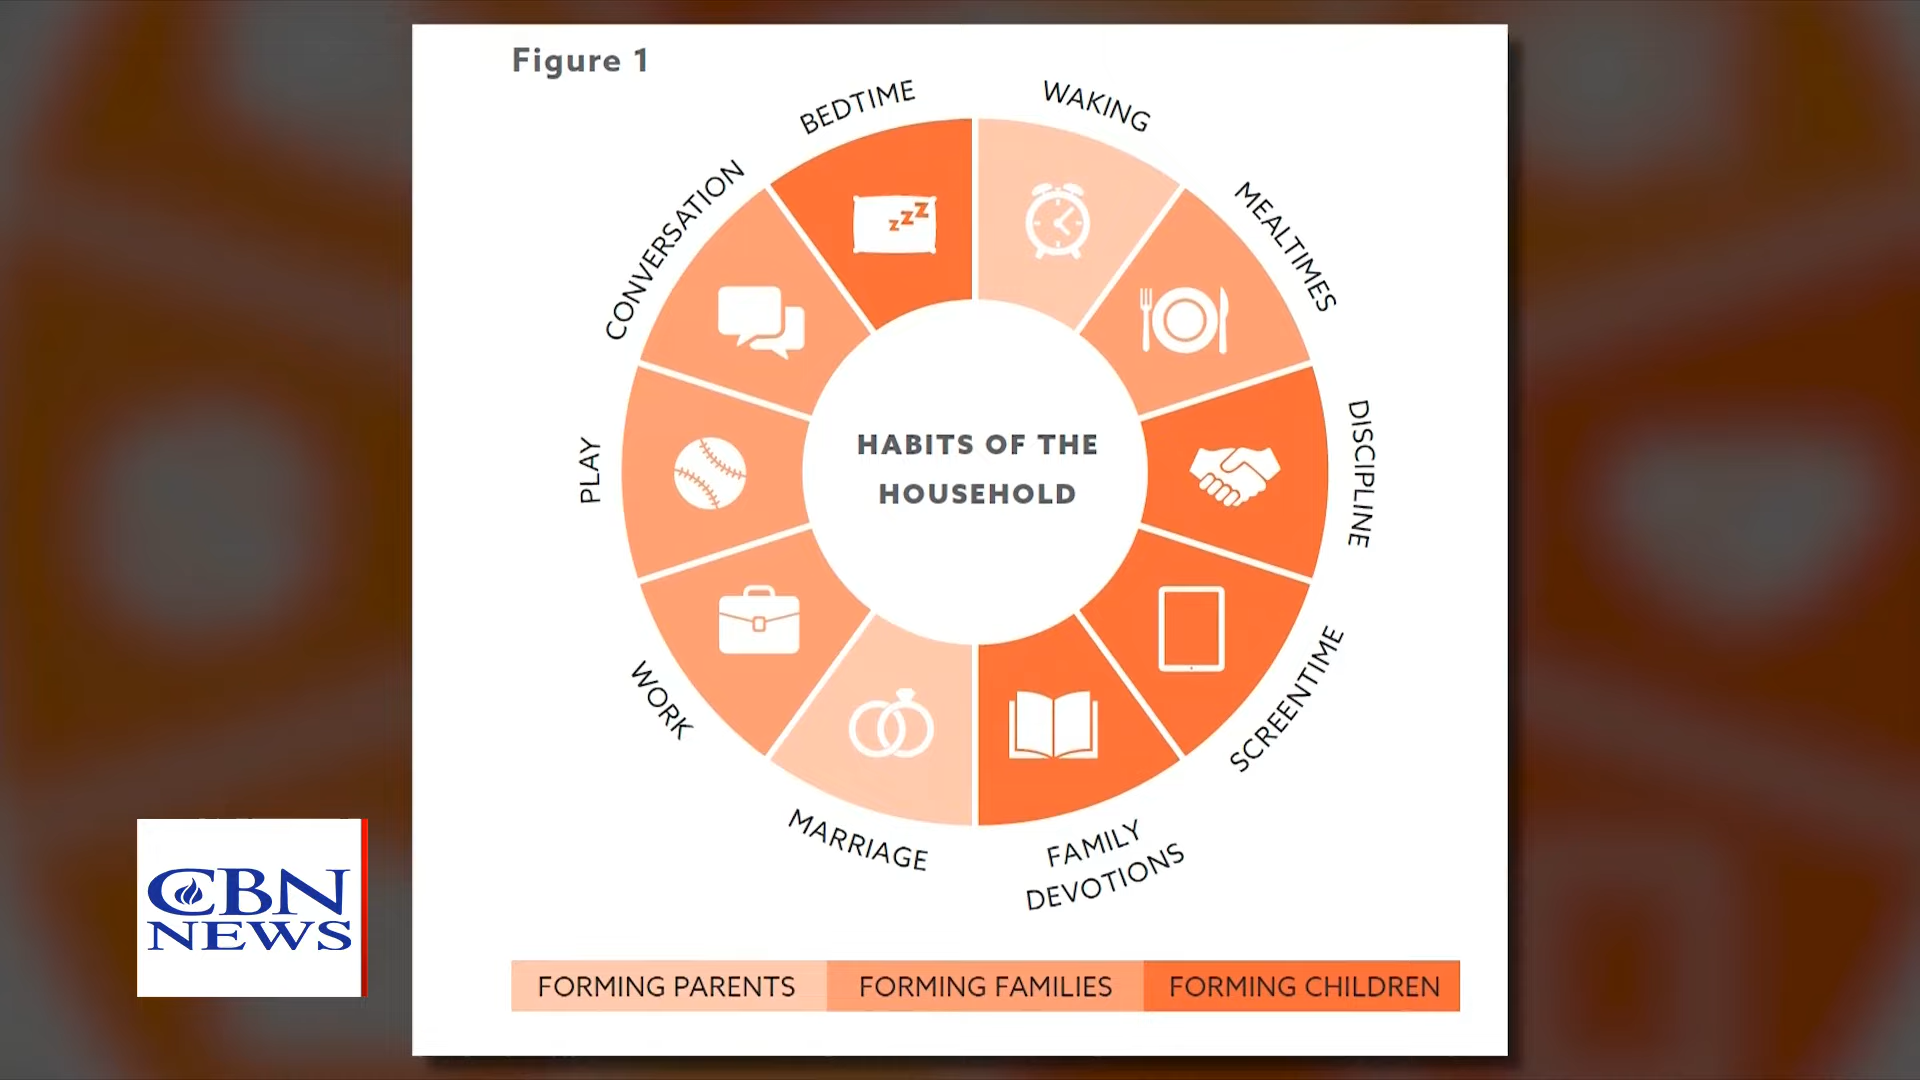 Figure 1
BEDTIME
WAKING
MEALTIMES
DISCIPLINE
SCREENTIME
FAMILY
DEVOTIONS
MARRIAGE
WORK
PLAY
CONVERSATION
zzZ
HABITS OF THE
HOUSEHOLD
CBN
NEWS
FORMING PARENTS
FORMING FAMILIES
FORMING CHILDREN